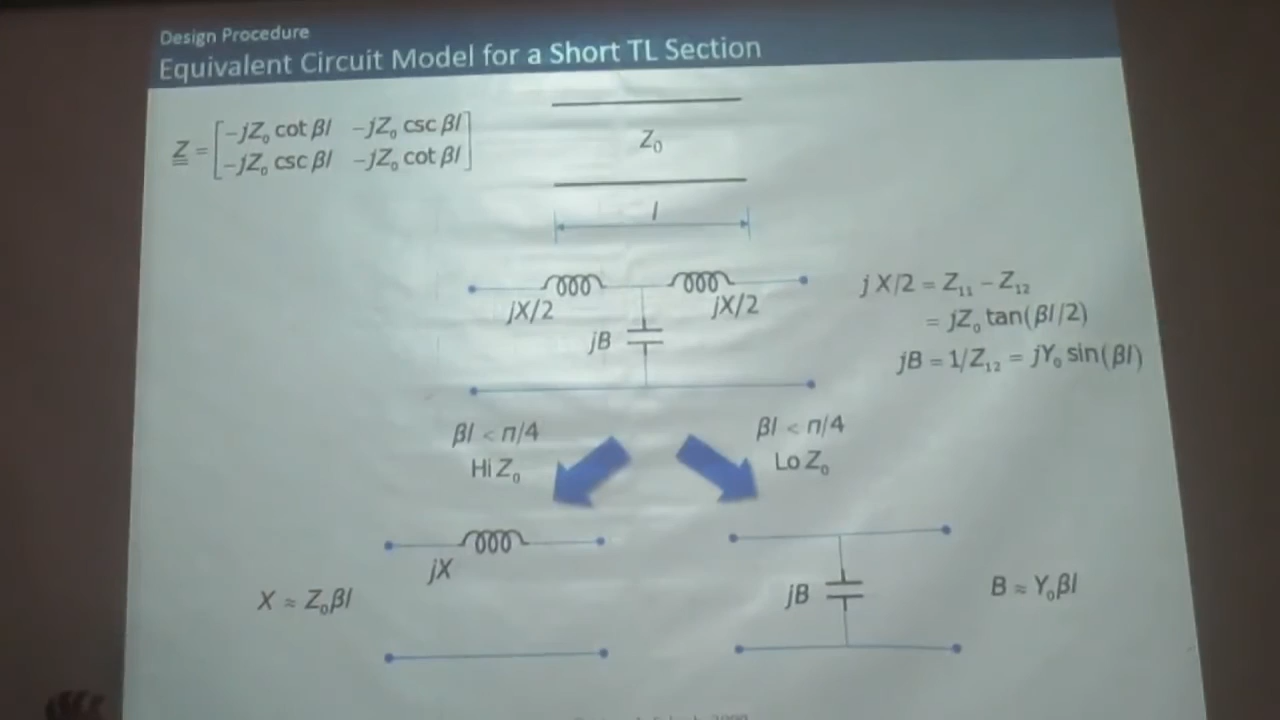 Design Procedure
Equivalent Circuit Model for a Short TL Section
Z = [-jZ₀ cot βl -jZ₀ csc βl
-jZ₀ csc βl -jZ₀ cot βl]
Z₀
l
jX/2
jX/2
jB
j X/2 = Z₁₁ - Z₁₂
= jZ₀ tan(βl/2)
jB = 1/Z₁₂ = jY₀ sin(βl)
βl < π/4
Hi Z₀
βl < π/4
Lo Z₀
jX
X ≈ Z₀βl
jB
B ≈ Y₀βl